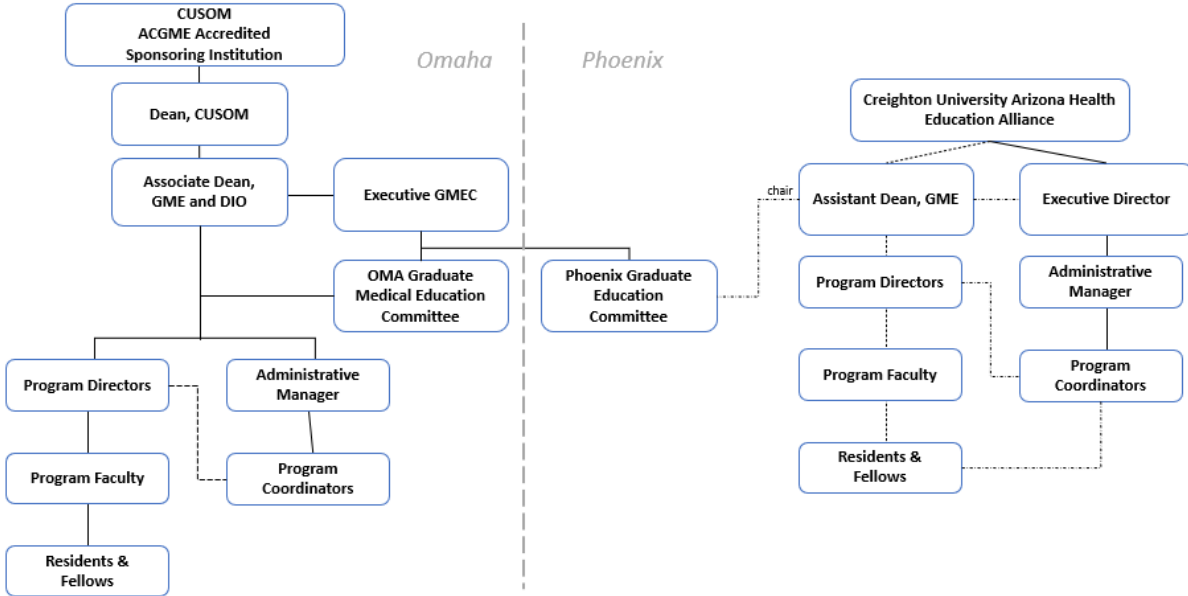 CUSOM
ACGME Accredited
Sponsoring Institution
Omaha
Phoenix
Dean, CUSOM
Creighton University Arizona Health
Education Alliance
Associate Dean,
GME and DIO
Executive GMEC
chair
Assistant Dean, GME
Executive Director
OMA Graduate
Medical Education
Committee
Phoenix Graduate
Education
Committee
Program Directors
Administrative
Manager
Program Directors
Administrative
Manager
Program Faculty
Program
Coordinators
Program Faculty
Program
Coordinators
Residents &
Fellows
Residents &
Fellows